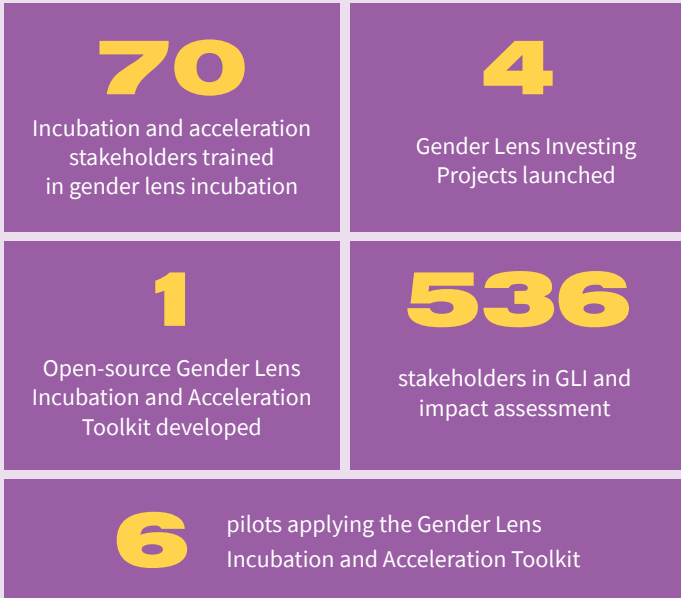 70
Incubation and acceleration
stakeholders trained
in gender lens incubation
4
Gender Lens Investing
Projects launched
1
Open-source Gender Lens
Incubation and Acceleration
Toolkit developed
536
stakeholders in GLI and
impact assessment
6
pilots applying the Gender Lens
Incubation and Acceleration Toolkit